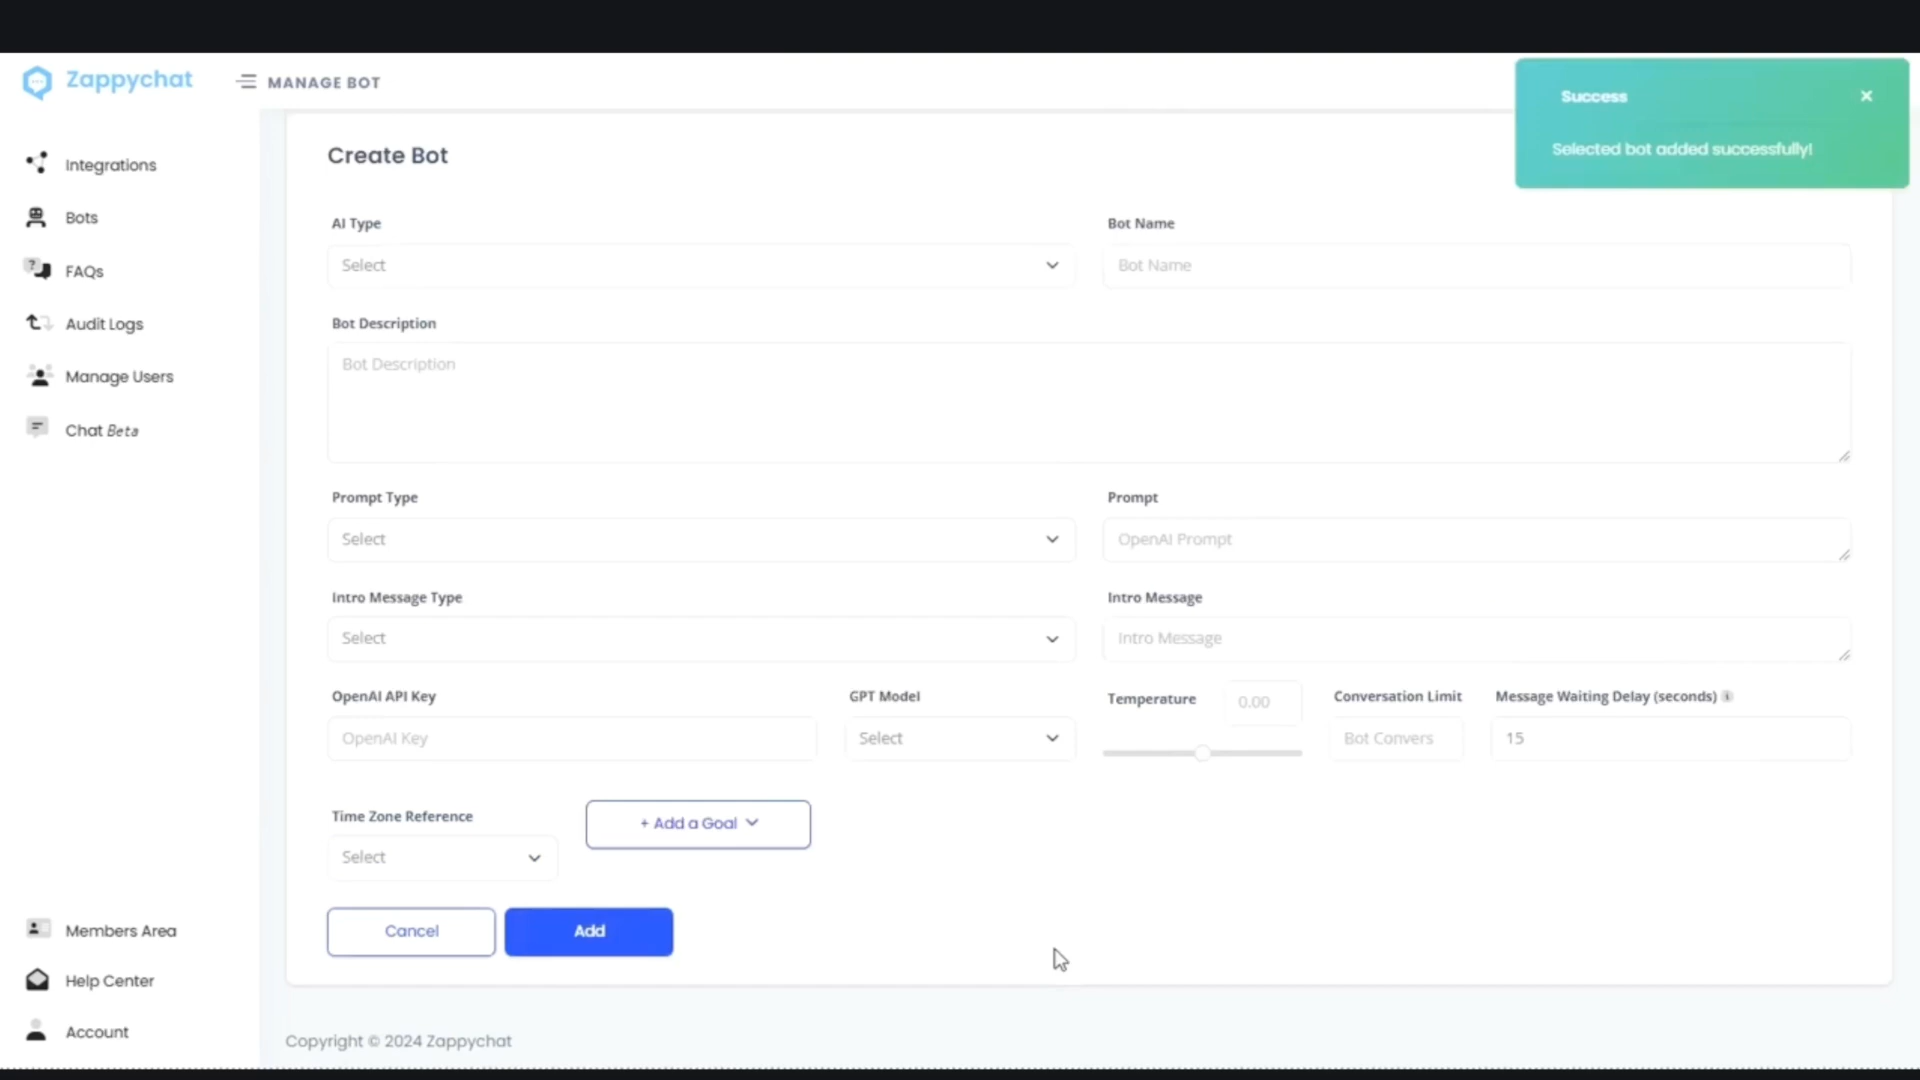 Zappychat
MANAGE BOT
Success
Selected bot added successfully!
Integrations
Bots
FAQs
Audit Logs
Manage Users
Chat Beta
Members Area
Help Center
Account
Create Bot
AI Type
Bot Name
Select
Bot Name
Bot Description
Bot Description
Prompt Type
Prompt
Select
OpenAI Prompt
Intro Message Type
Intro Message
Select
Intro Message
OpenAI API Key
GPT Model
Temperature
0.00
Conversation Limit
Message Waiting Delay (seconds)
OpenAI Key
Select
Bot Convers
15
Time Zone Reference
+ Add a Goal
Select
Cancel
Add
Copyright © 2024 Zappychat